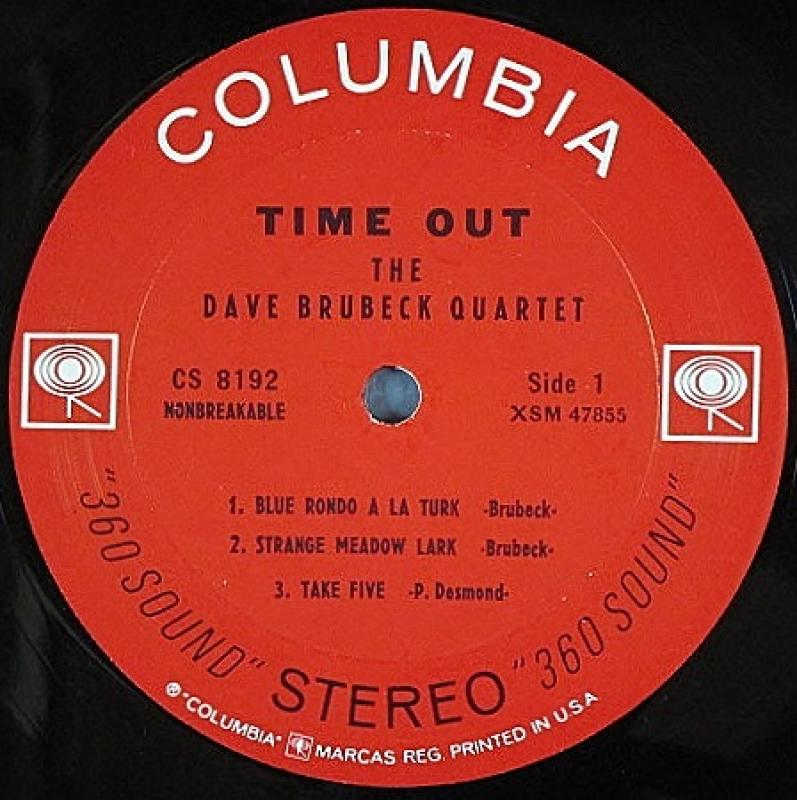 COLUMBIA
TIME OUT
THE
DAVE BRUBECK QUARTET
CS 8192
NONBREAKABLE
Side 1
XSM 47855
1. BLUE RONDO A LA TURK -Brubeck-
2. STRANGE MEADOW LARK -Brubeck-
3. TAKE FIVE -P. Desmond-
"360 SOUND" STEREO "360 SOUND"
℗ "COLUMBIA" MARCAS REG. PRINTED IN U.S.A